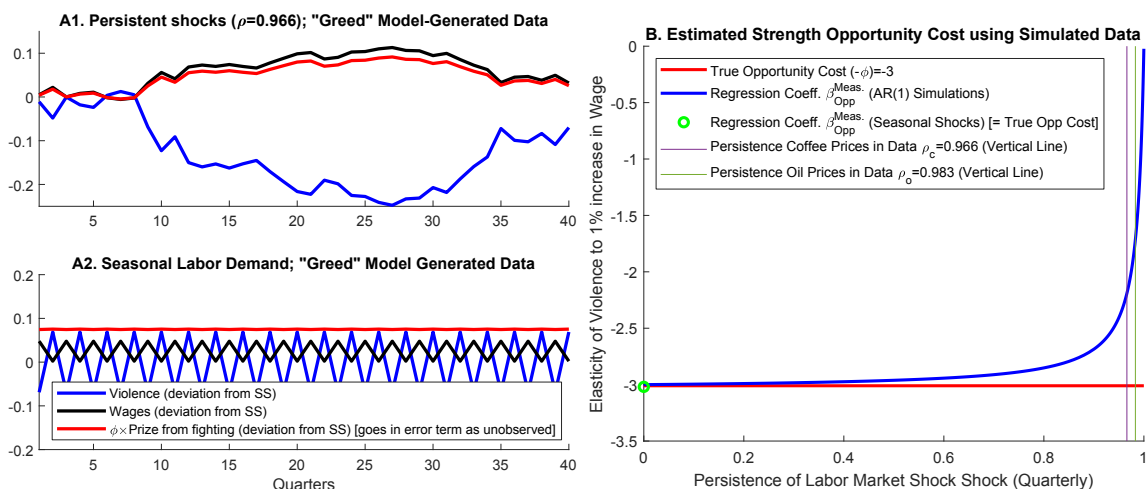 A1. Persistent shocks (ρ=0.966); "Greed" Model-Generated Data
0.1
0
-0.1
-0.2
5 10 15 20 25 30 35 40
A2. Seasonal Labor Demand; "Greed" Model Generated Data
0.2
0.1
0
-0.1
-0.2
Violence (deviation from SS)
Wages (deviation from SS)
ϕ×Prize from fighting (deviation from SS) [goes in error term as unobserved]
5 10 15 20 25 30 35 40
Quarters
B. Estimated Strength Opportunity Cost using Simulated Data
Elasticity of Violence to 1% increase in Wage
0
-0.5
-1
-1.5
-2
-2.5
-3
-3.5
True Opportunity Cost (-ϕ)=-3
Regression Coeff. β_Opp^Meas. (AR(1) Simulations)
Regression Coeff. β_Opp^Meas. (Seasonal Shocks) [= True Opp Cost]
Persistence Coffee Prices in Data ρ_c=0.966 (Vertical Line)
Persistence Oil Prices in Data ρ_o=0.983 (Vertical Line)
0 0.2 0.4 0.6 0.8 1
Persistence of Labor Market Shock Shock (Quarterly)